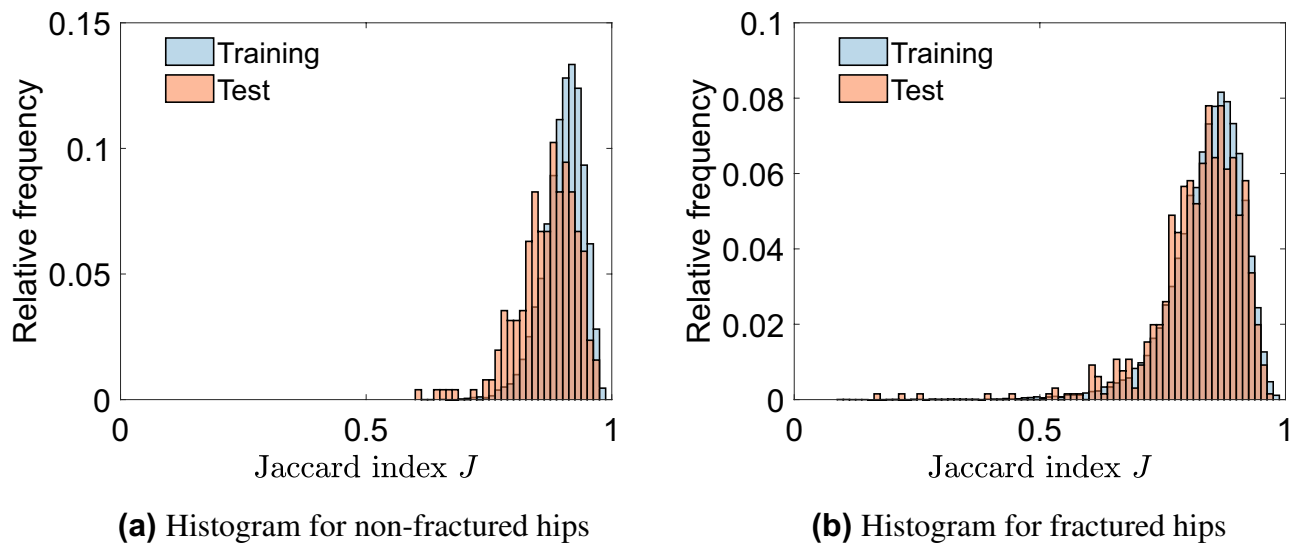 0.15
0.1
0.05
0
Relative frequency
Training
Test
0
0.5
1
Jaccard index J
(a) Histogram for non-fractured hips
0.1
0.08
0.06
0.04
0.02
0
Relative frequency
Training
Test
0
0.5
1
Jaccard index J
(b) Histogram for fractured hips